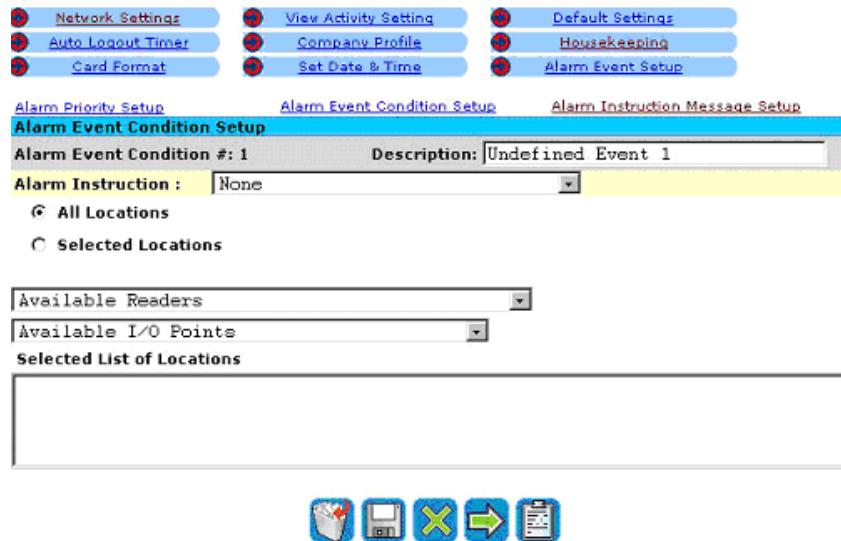 Network Settings View Activity Setting Default Settings
Auto Logout Timer Company Profile Housekeeping
Card Format Set Date & Time Alarm Event Setup
Alarm Priority Setup Alarm Event Condition Setup Alarm Instruction Message Setup
Alarm Event Condition Setup
Alarm Event Condition #: 1 Description: Undefined Event 1
Alarm Instruction : None
All Locations
Selected Locations
Available Readers
Available I/O Points
Selected List of Locations